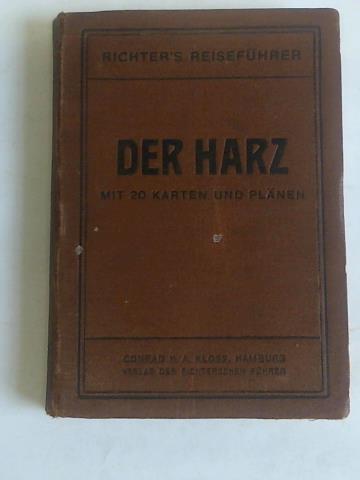 RICHTER'S REISEFÜHRER
DER HARZ
MIT 20 KARTEN UND PLÄNEN
CONRAD H. A. KLOSS, HAMBURG
VERLAG DER RICHTERSCHEN FÜHRER